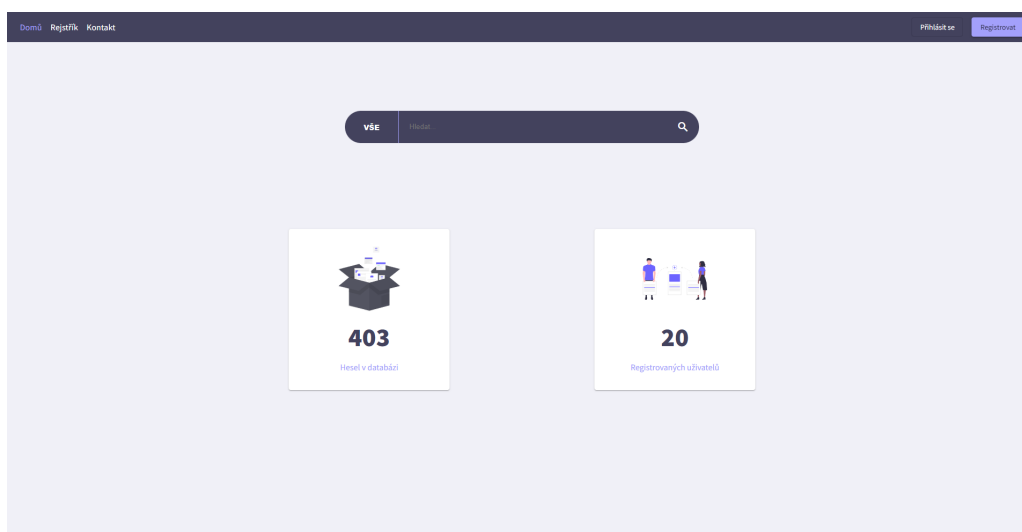 Domů Rejstřík Kontakt Přihlásit se Registrovat
VŠE Hledat...
403
Hesel v databázi
20
Registrovaných uživatelů